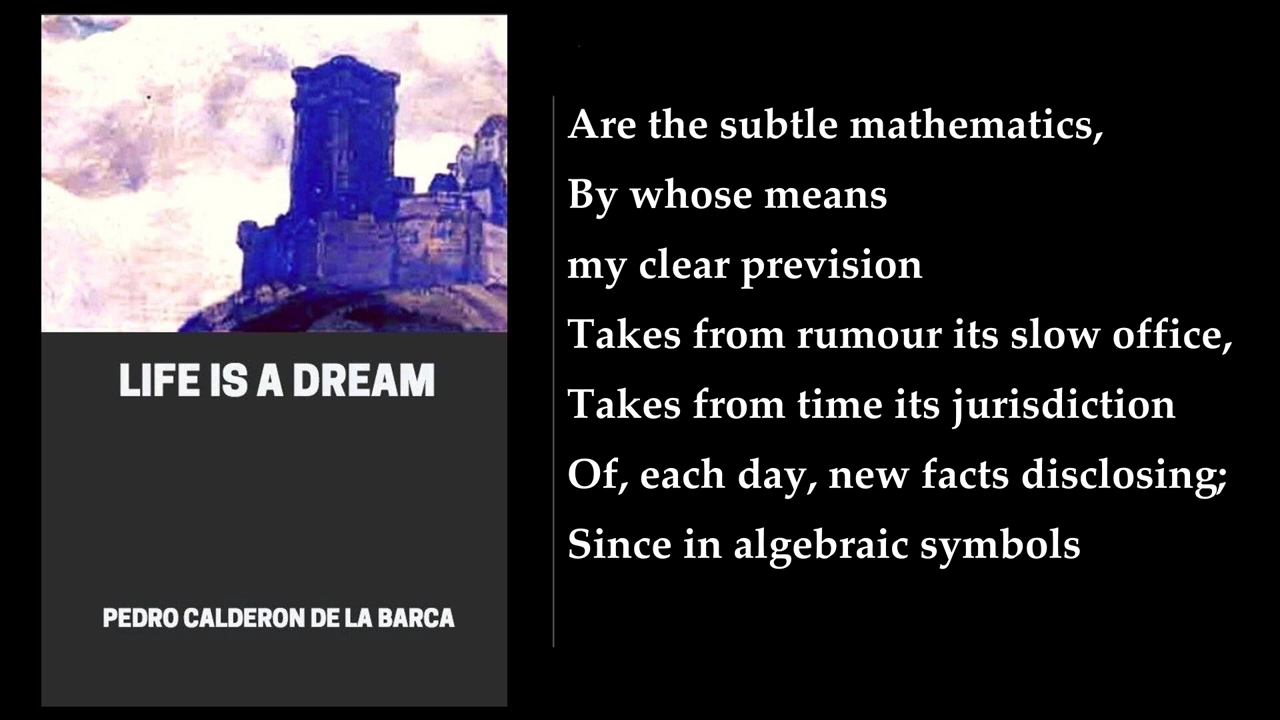 LIFE IS A DREAM
PEDRO CALDERON DE LA BARCA
Are the subtle mathematics,
By whose means
my clear prevision
Takes from rumour its slow office,
Takes from time its jurisdiction
Of, each day, new facts disclosing;
Since in algebraic symbols